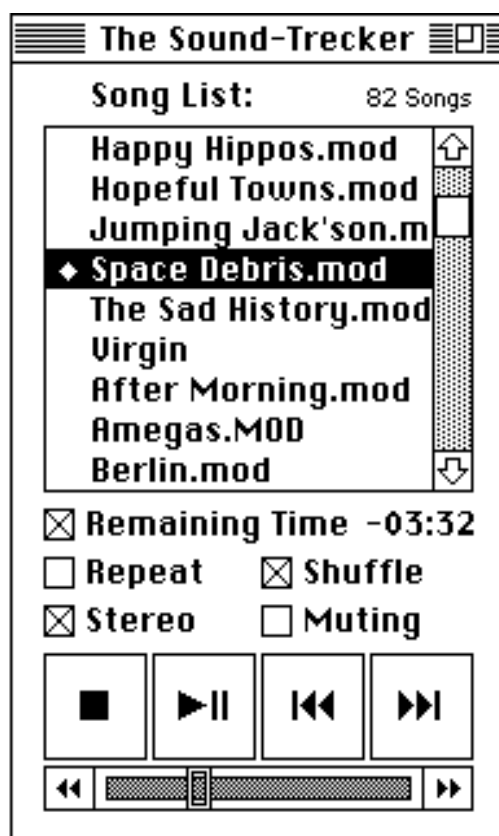 The Sound-Trecker
Song List: 82 Songs
Happy Hippos.mod
Hopeful Towns.mod
Jumping Jack'son.m
Space Debris.mod
The Sad History.mod
Virgin
After Morning.mod
Amegas.MOD
Berlin.mod
Remaining Time -03:32
Repeat Shuffle
Stereo Muting